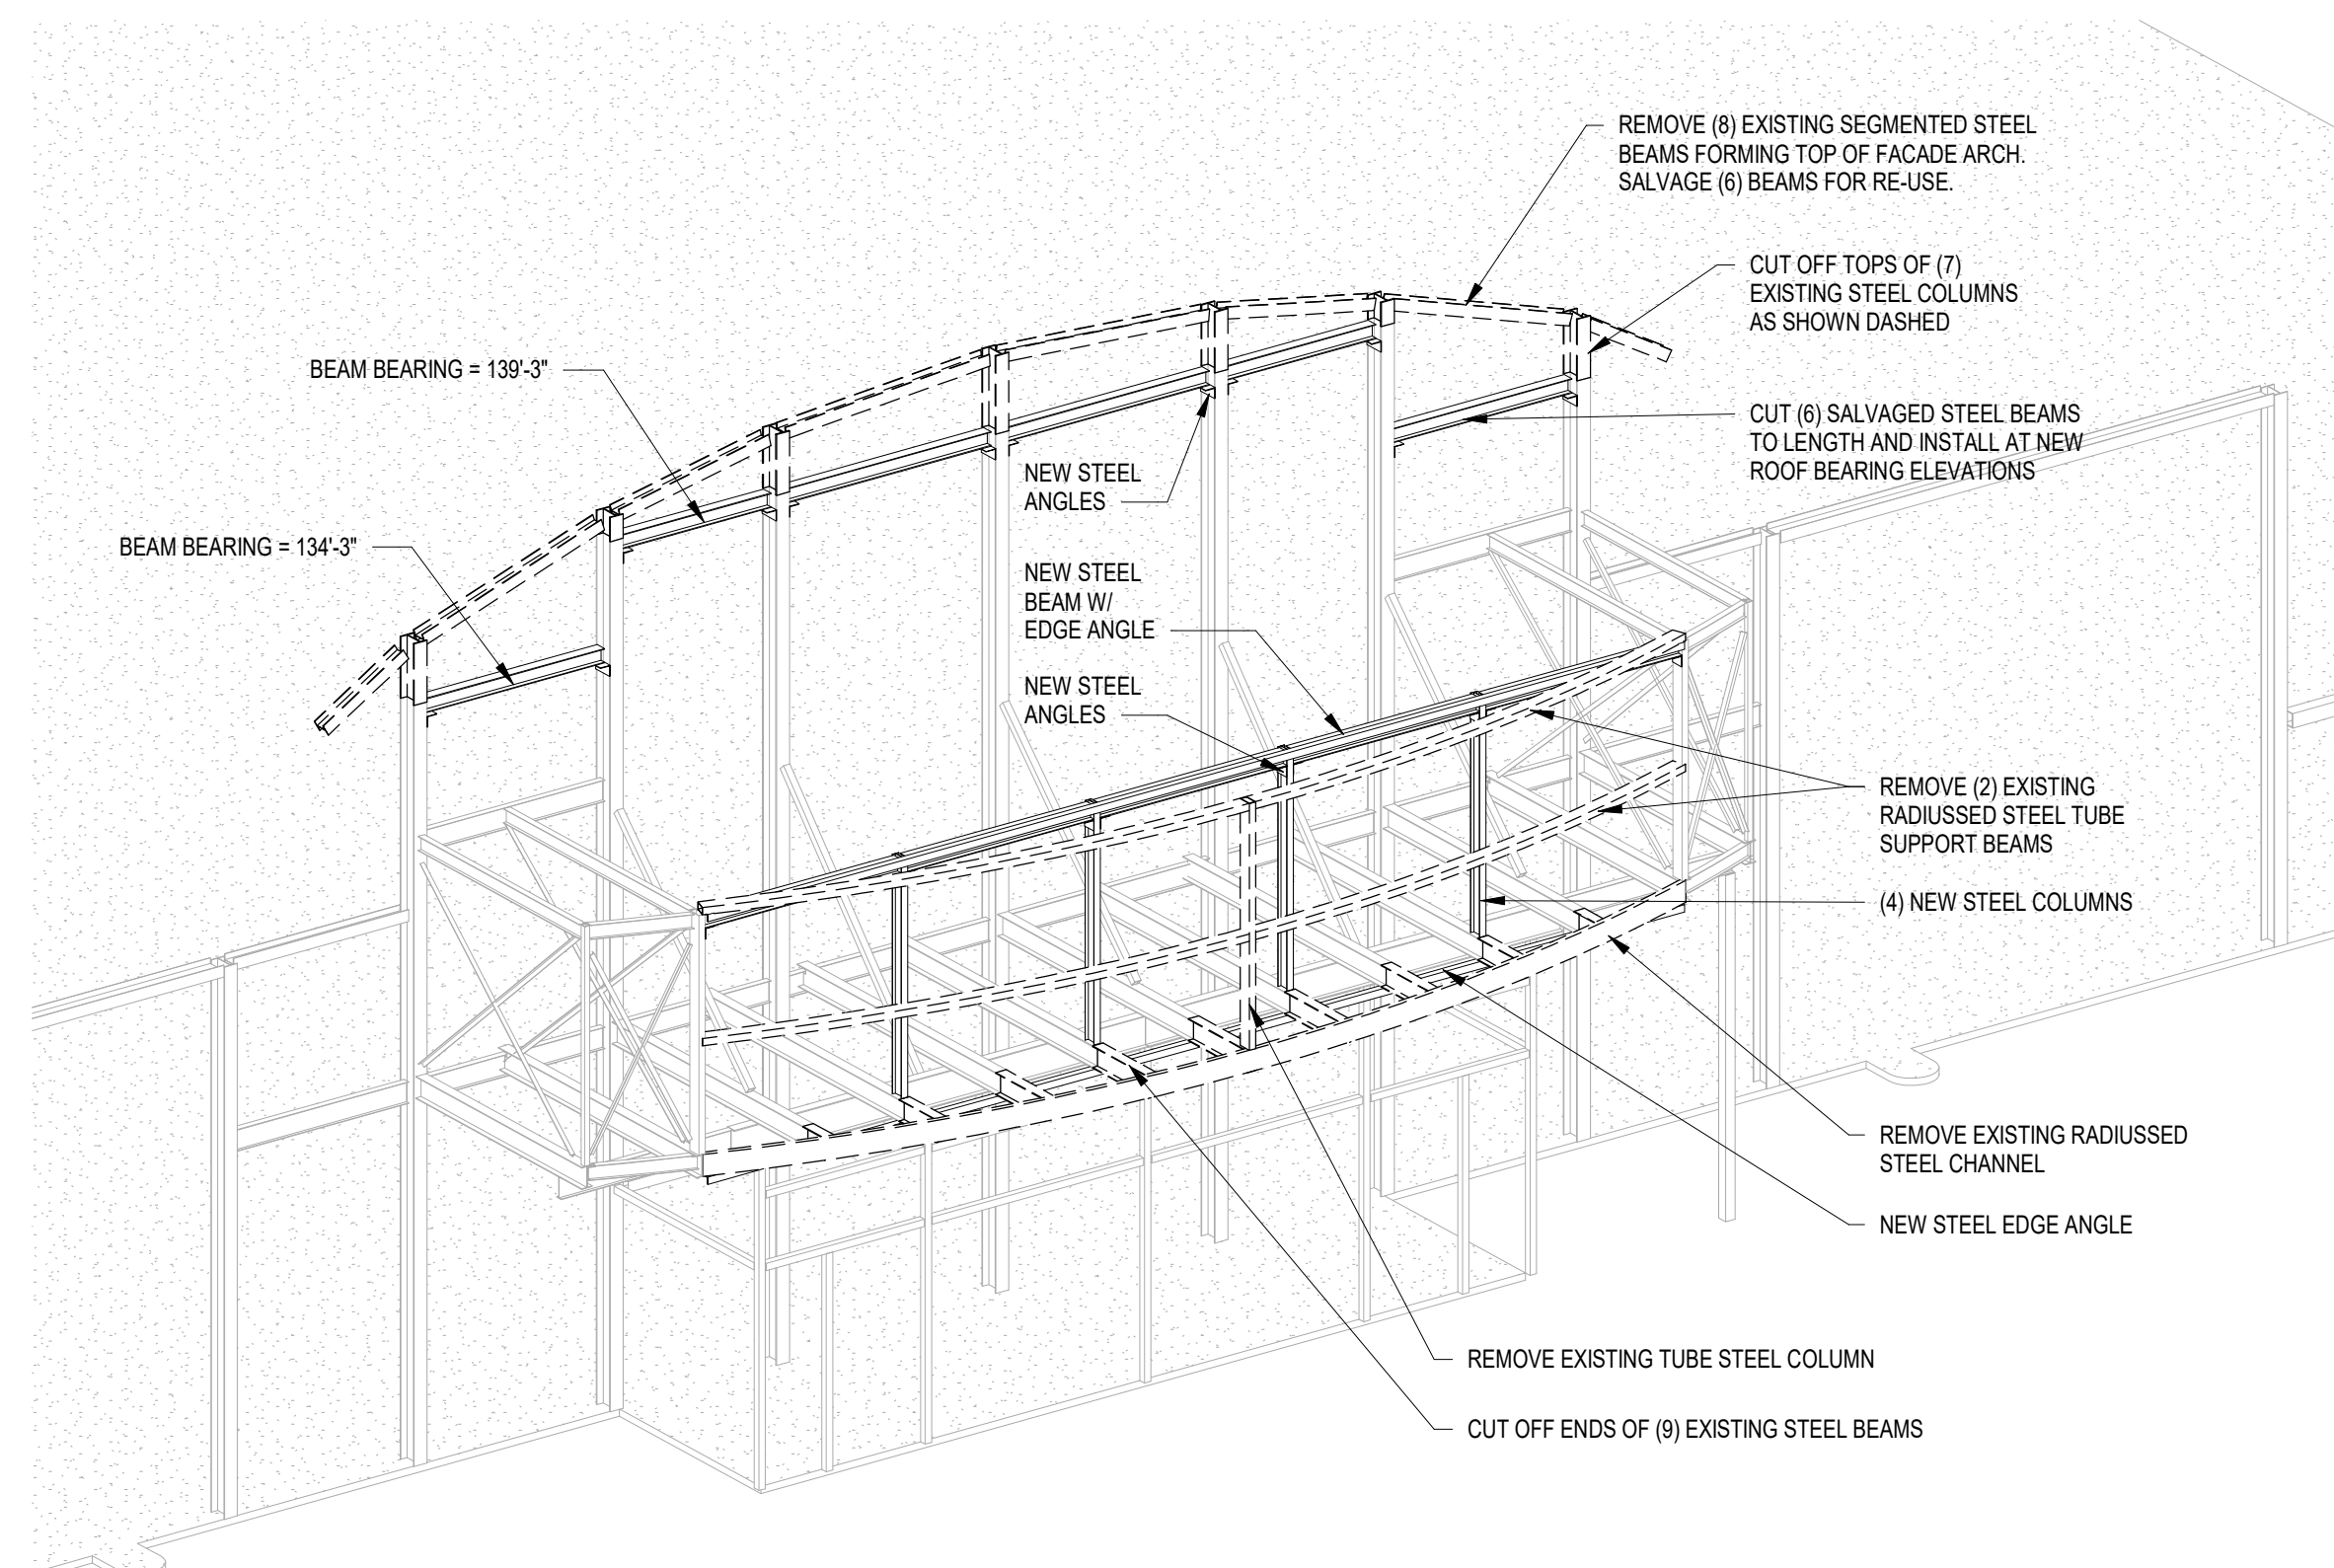 REMOVE (8) EXISTING SEGMENTED STEEL
BEAMS FORMING TOP OF FACADE ARCH.
SALVAGE (6) BEAMS FOR RE-USE.
CUT OFF TOPS OF (7)
EXISTING STEEL COLUMNS
AS SHOWN DASHED
BEAM BEARING = 139'-3"
CUT (6) SALVAGED STEEL BEAMS
TO LENGTH AND INSTALL AT NEW
ROOF BEARING ELEVATIONS
NEW STEEL
ANGLES
BEAM BEARING = 134'-3"
NEW STEEL
BEAM W/
EDGE ANGLE
NEW STEEL
ANGLES
REMOVE (2) EXISTING
RADIUSSED STEEL TUBE
SUPPORT BEAMS
(4) NEW STEEL COLUMNS
REMOVE EXISTING RADIUSSED
STEEL CHANNEL
NEW STEEL EDGE ANGLE
REMOVE EXISTING TUBE STEEL COLUMN
CUT OFF ENDS OF (9) EXISTING STEEL BEAMS